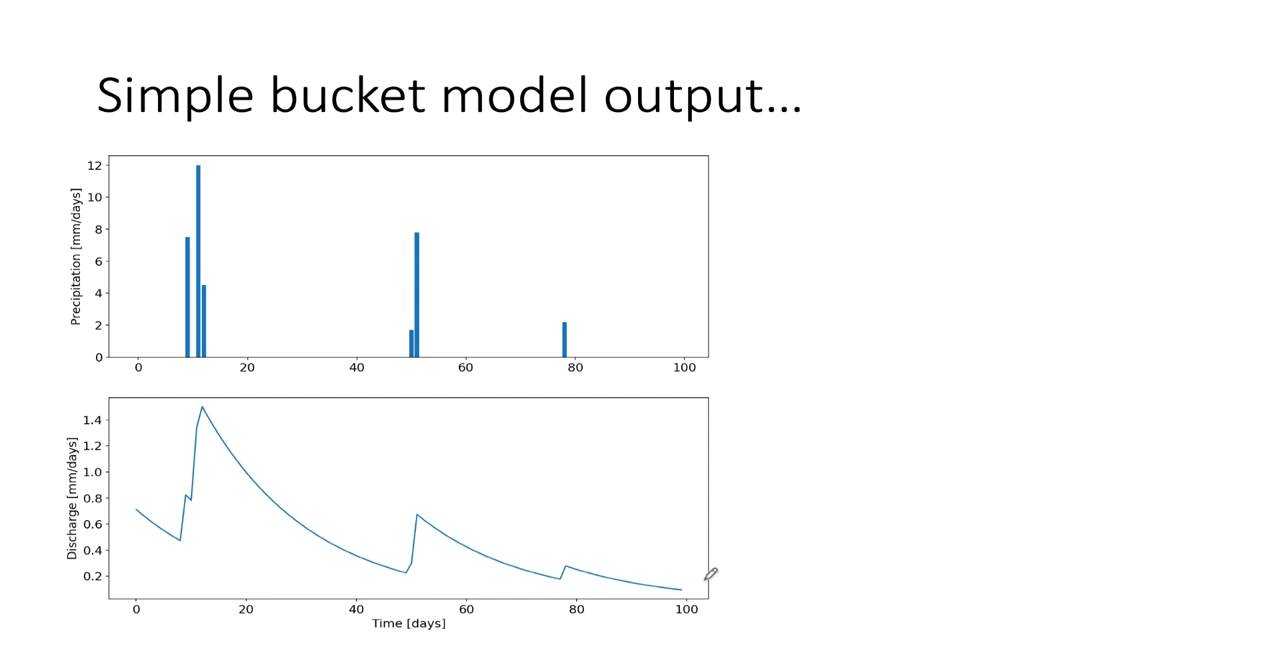 Simple bucket model output...
Precipitation [mm/days]
12
10
8
6
4
2
0
0 20 40 60 80 100
Discharge [mm/days]
1.4
1.2
1.0
0.8
0.6
0.4
0.2
0 20 40 60 80 100
Time [days]